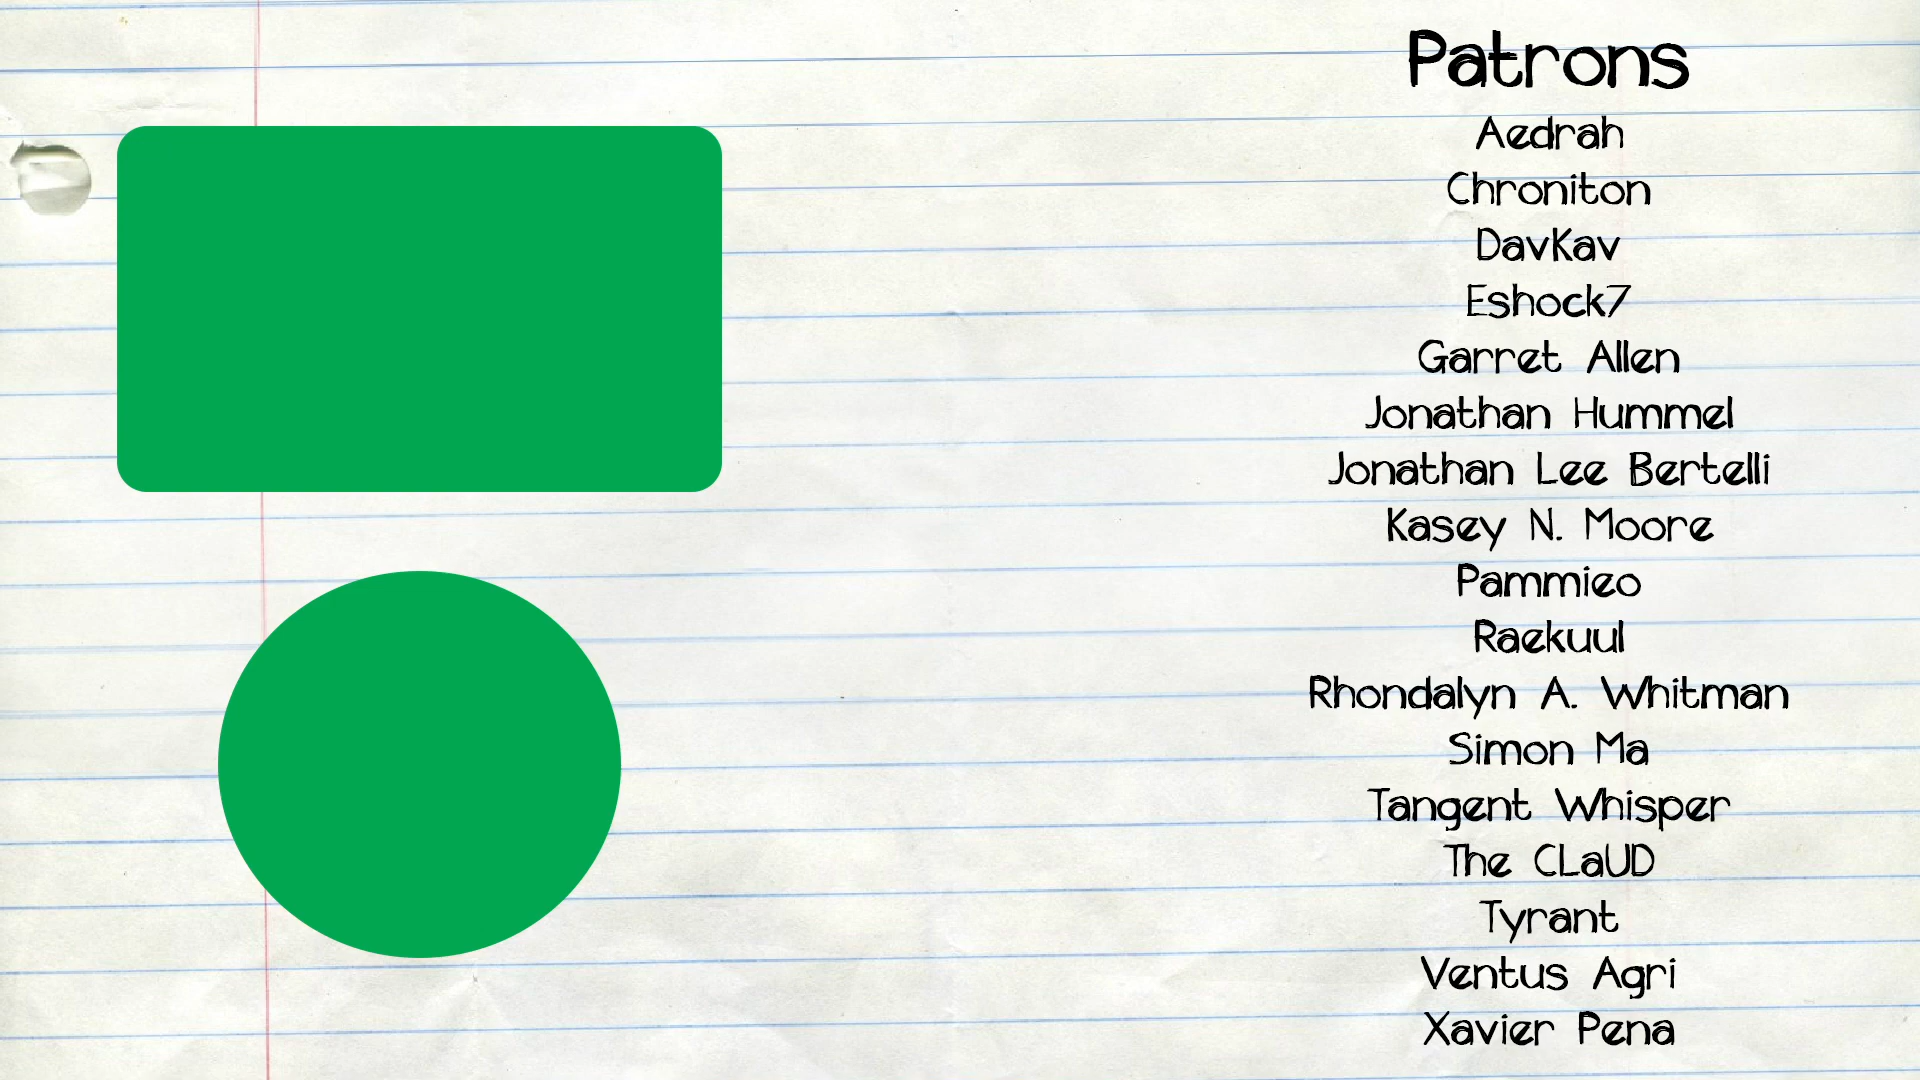 Patrons
Aedrah
Chroniton
DavKav
Eshock7
Garret Allen
Jonathan Hummel
Jonathan Lee Bertelli
Kasey N. Moore
Pammieo
Raekuul
Rhondalyn A. Whitman
Simon Ma
Tangent Whisper
The CLaUD
Tyrant
Ventus Agri
Xavier Pena